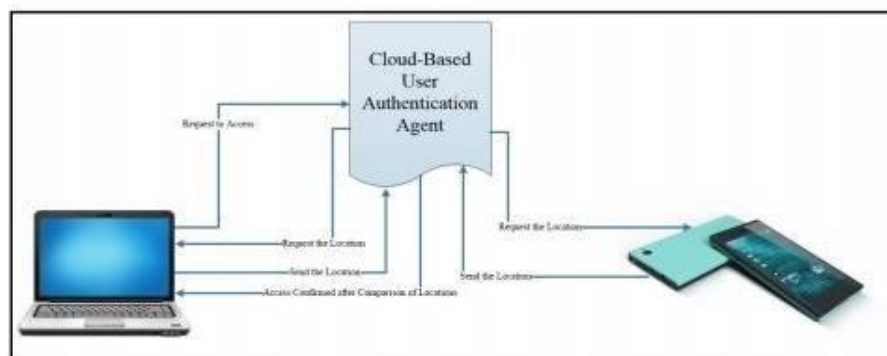 Cloud-Based
User
Authentication
Agent
Request to Access
Request the Location
Request the Location
Send the Location
Send the Location
Access Confirmed after Comparison of Locations